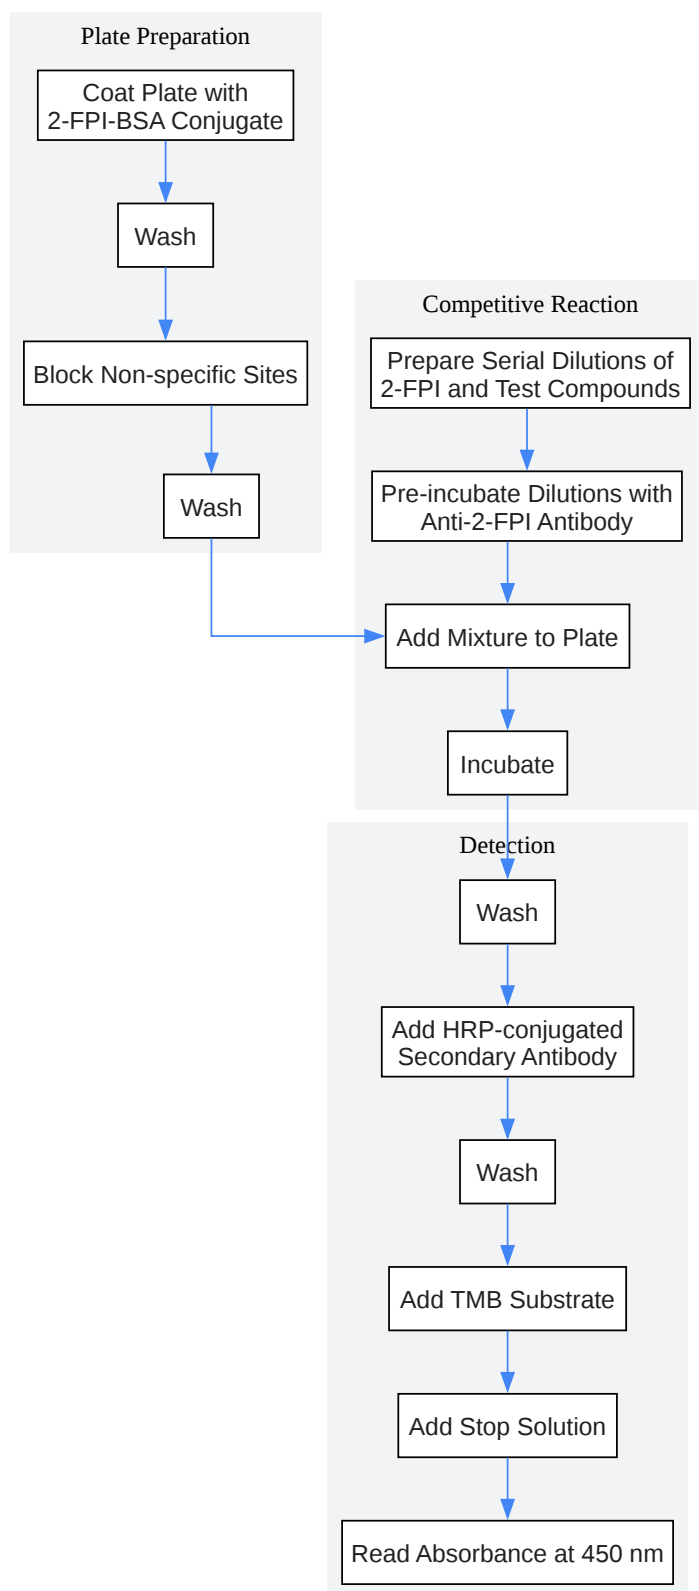 Plate Preparation
Coat Plate with
2-FPI-BSA Conjugate
Wash
Block Non-specific Sites
Wash
Competitive Reaction
Prepare Serial Dilutions of
2-FPI and Test Compounds
Pre-incubate Dilutions with
Anti-2-FPI Antibody
Add Mixture to Plate
Incubate
Detection
Wash
Add HRP-conjugated
Secondary Antibody
Wash
Add TMB Substrate
Add Stop Solution
Read Absorbance at 450 nm